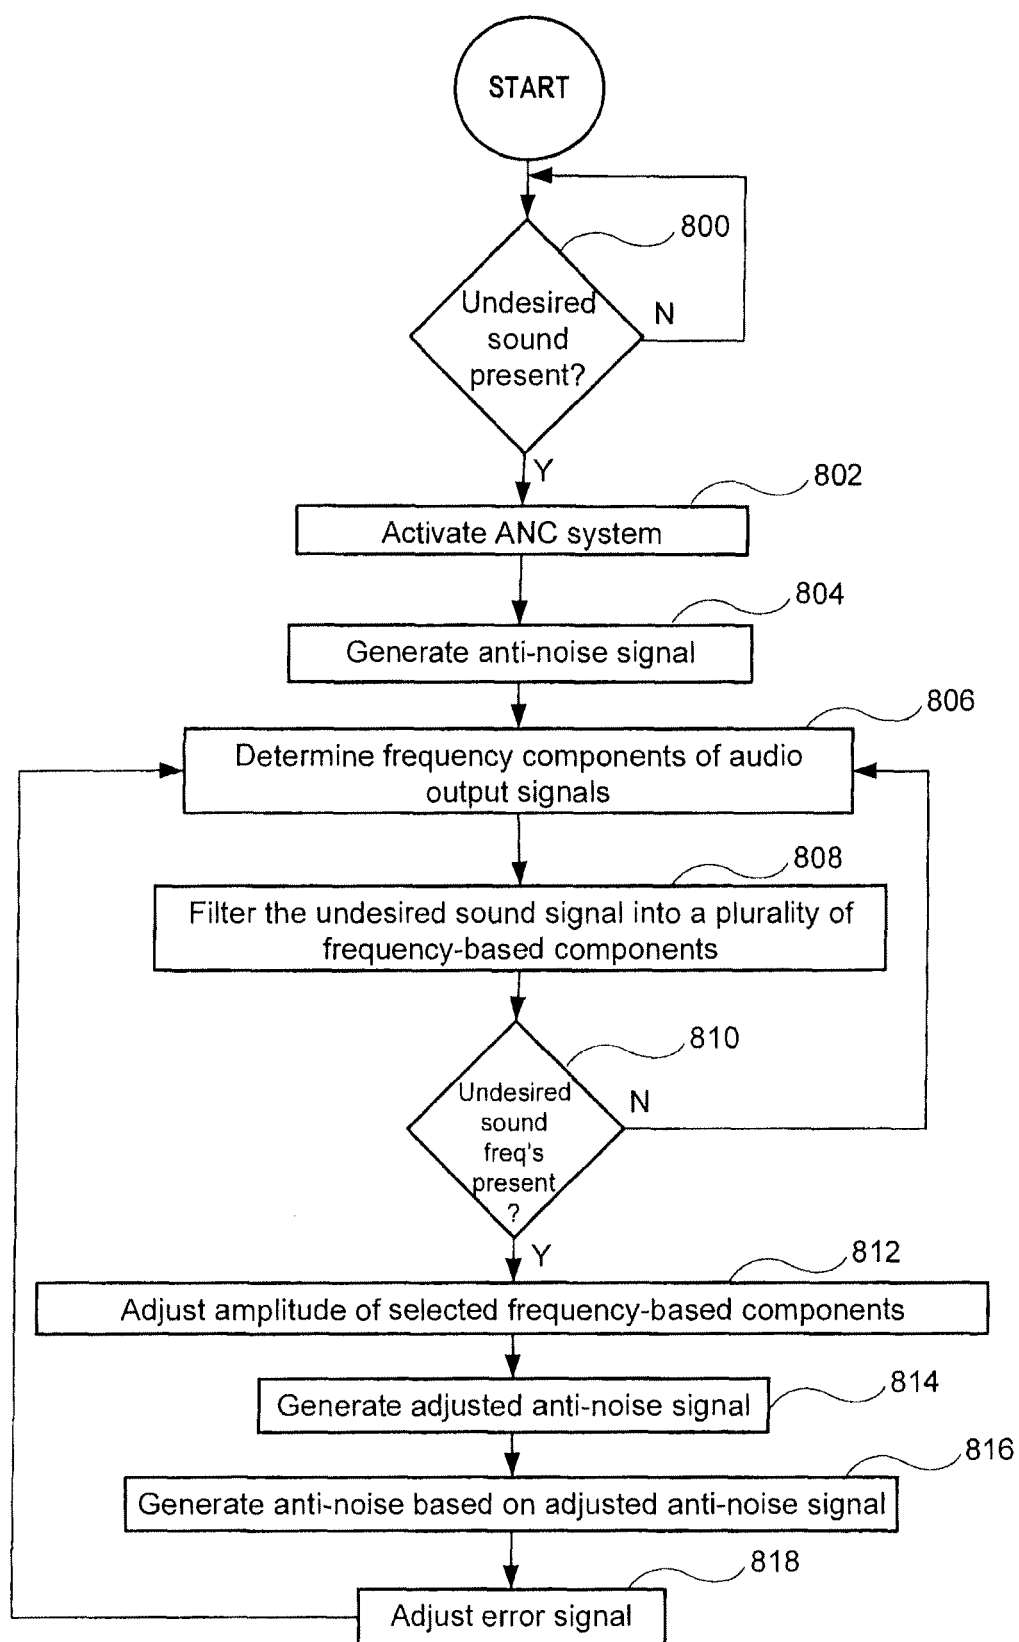 START
800
Undesired
sound
present?
N
Y
802
Activate ANC system
804
Generate anti-noise signal
806
Determine frequency components of audio
output signals
808
Filter the undesired sound signal into a plurality of
frequency-based components
810
Undesired
sound
freq's
present
?
N
Y
812
Adjust amplitude of selected frequency-based components
814
Generate adjusted anti-noise signal
816
Generate anti-noise based on adjusted anti-noise signal
818
Adjust error signal